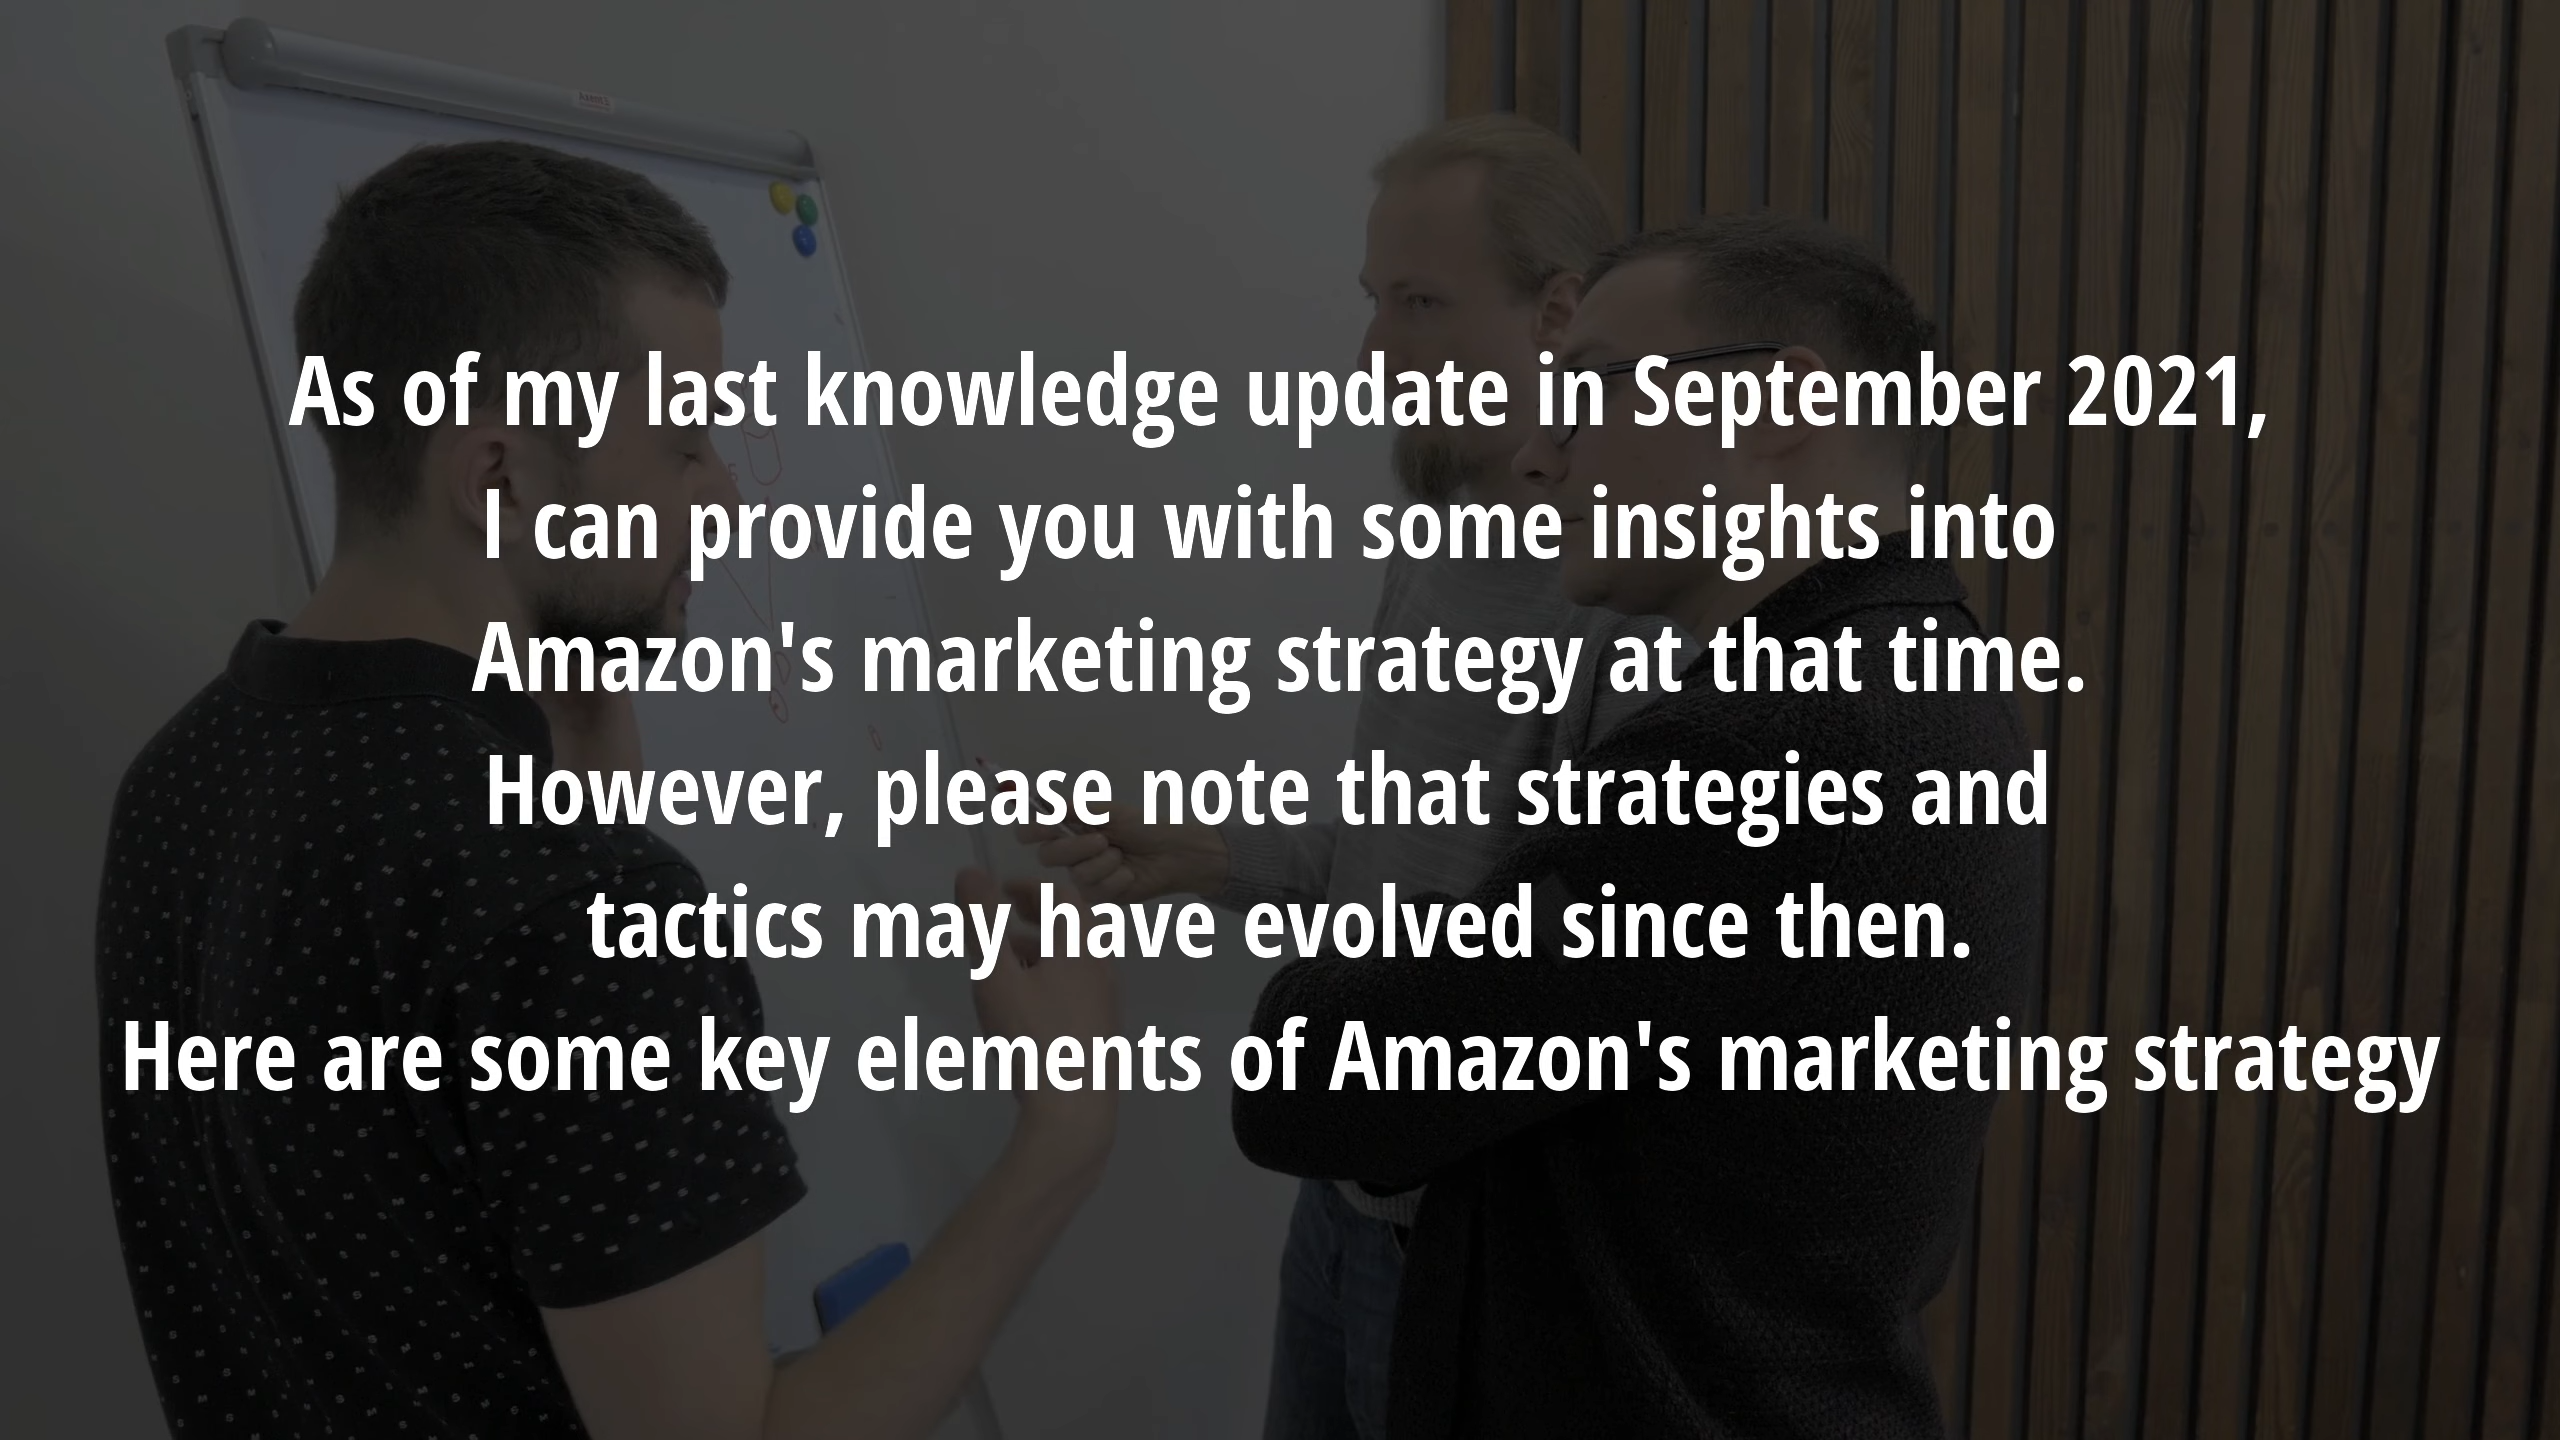 As of my last knowledge update in September 2021,
I can provide you with some insights into
Amazon's marketing strategy at that time.
However, please note that strategies and
tactics may have evolved since then.
Here are some key elements of Amazon's marketing strategy